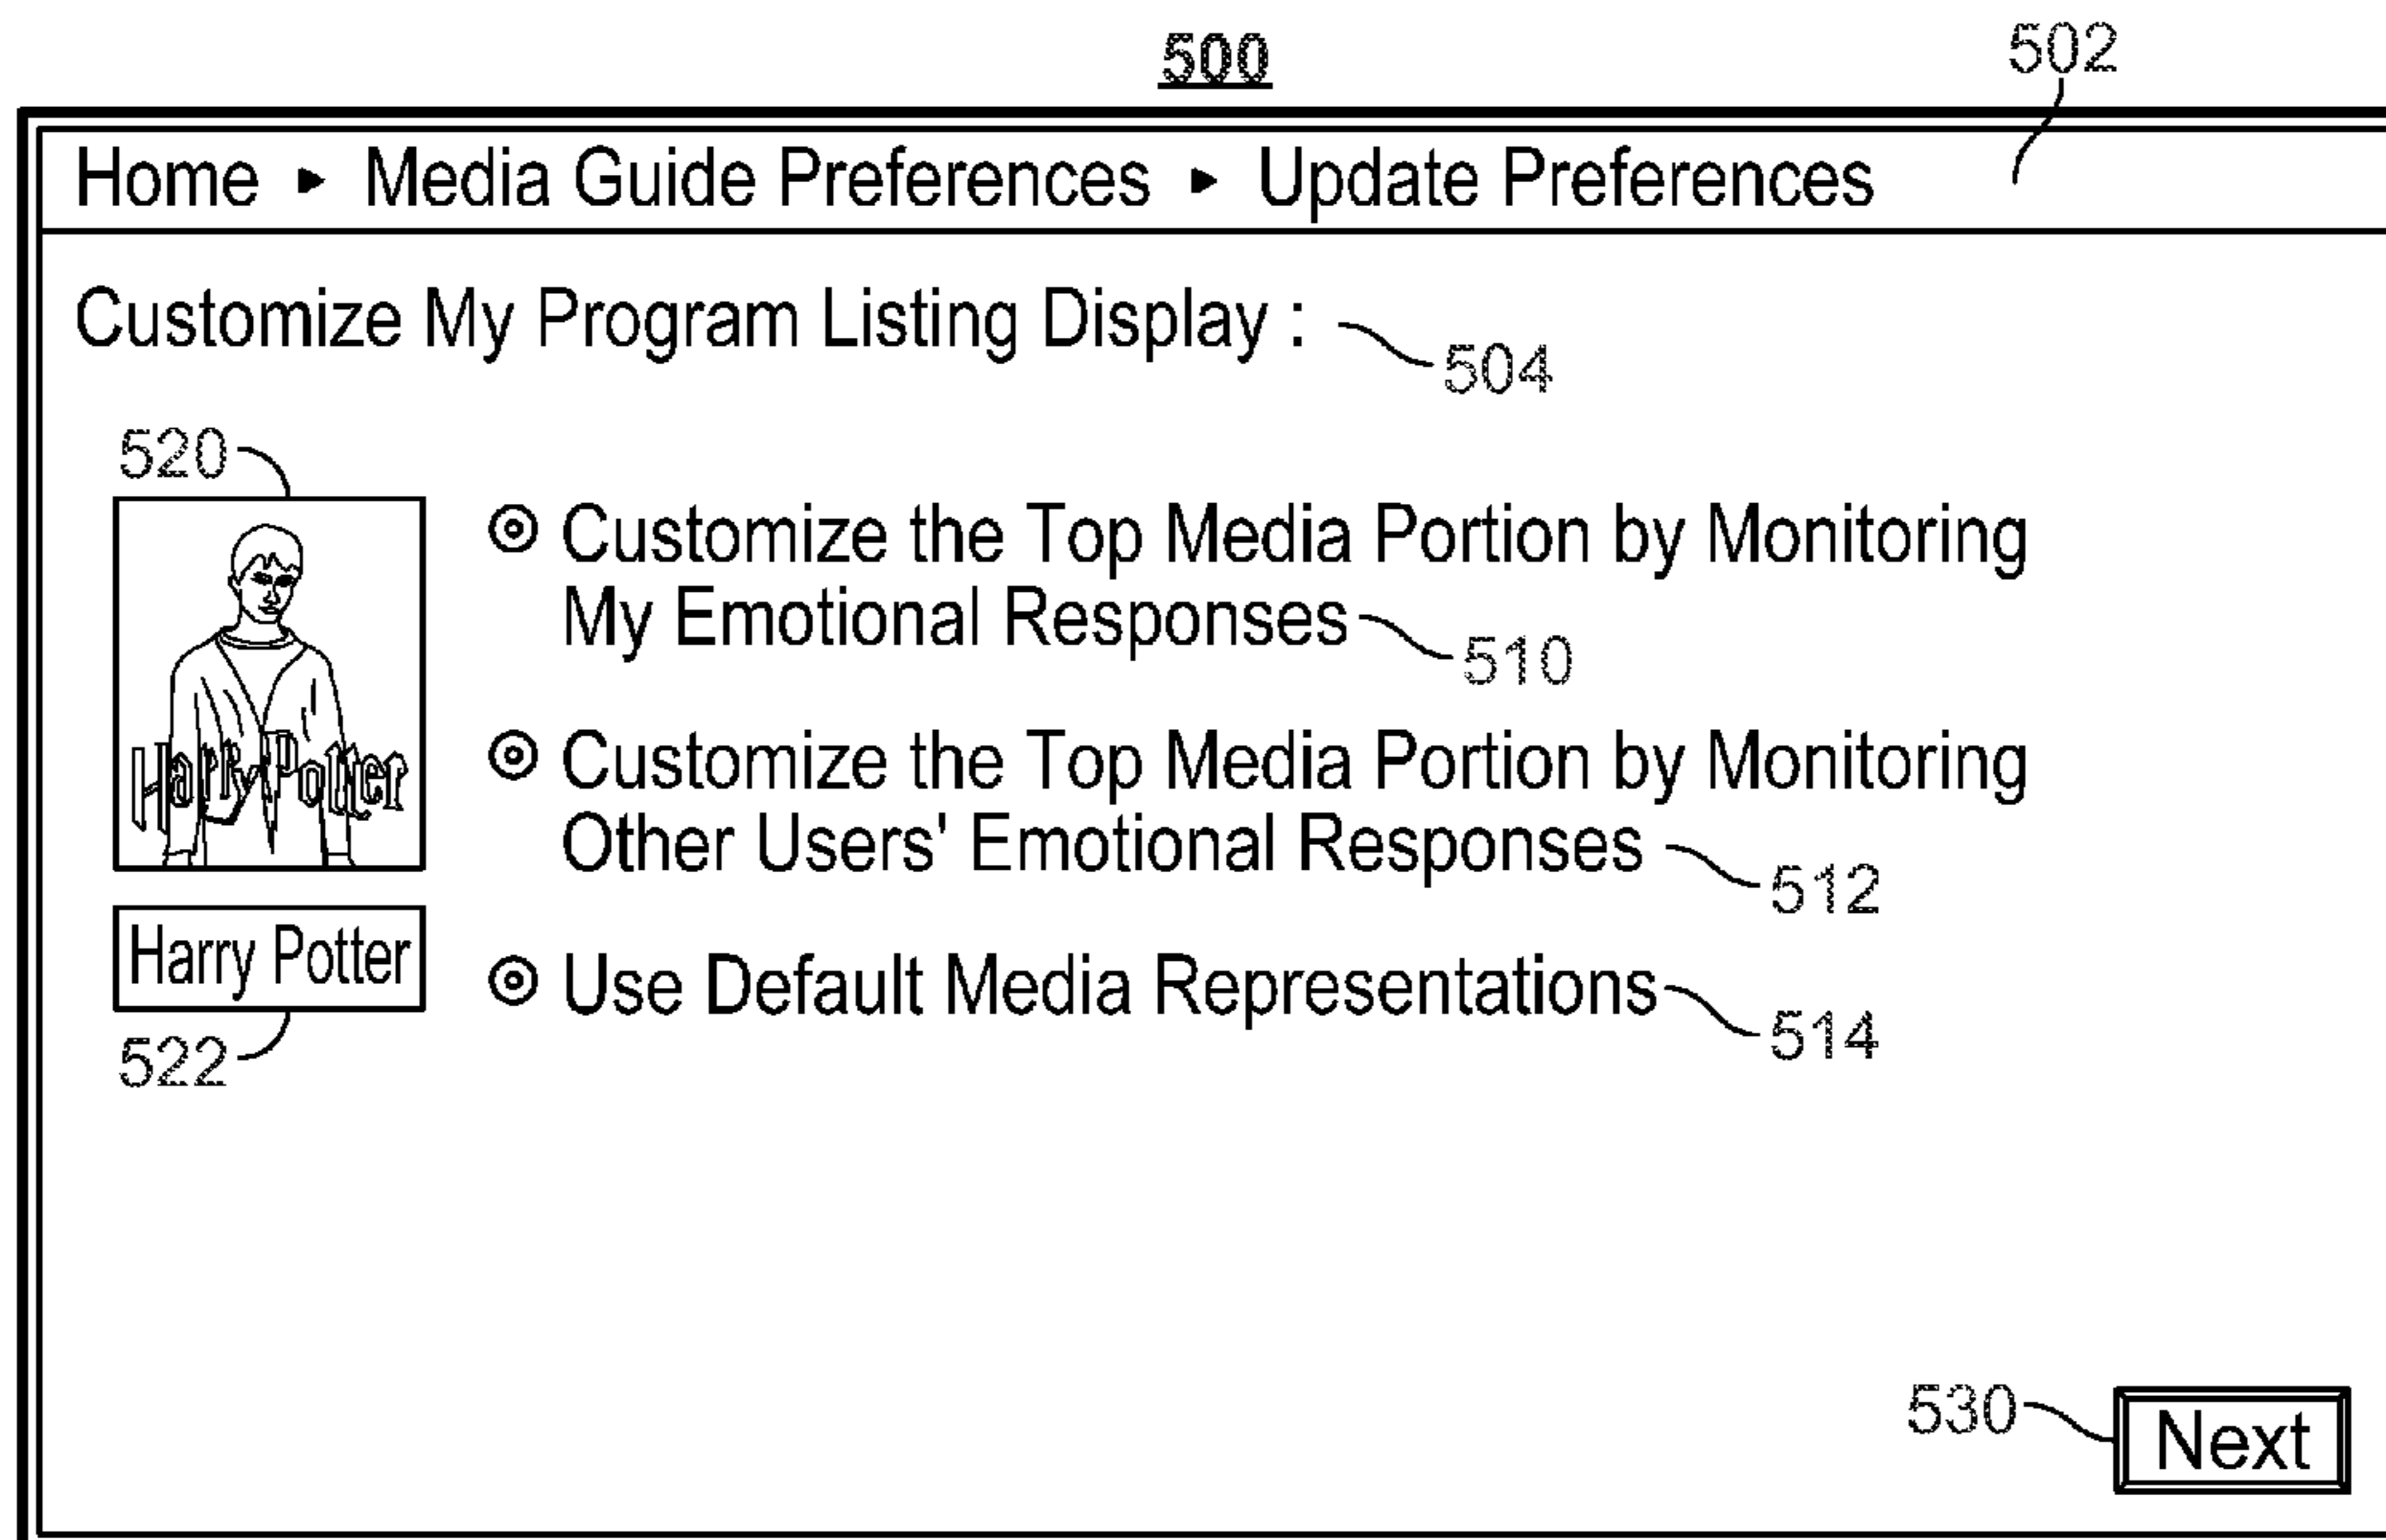 500
502
Home ▸ Media Guide Preferences ▸ Update Preferences
Customize My Program Listing Display :
504
520
Customize the Top Media Portion by Monitoring
My Emotional Responses
510
Harry Potter
Customize the Top Media Portion by Monitoring
Other Users' Emotional Responses
512
Harry Potter
Use Default Media Representations
514
522
530
Next